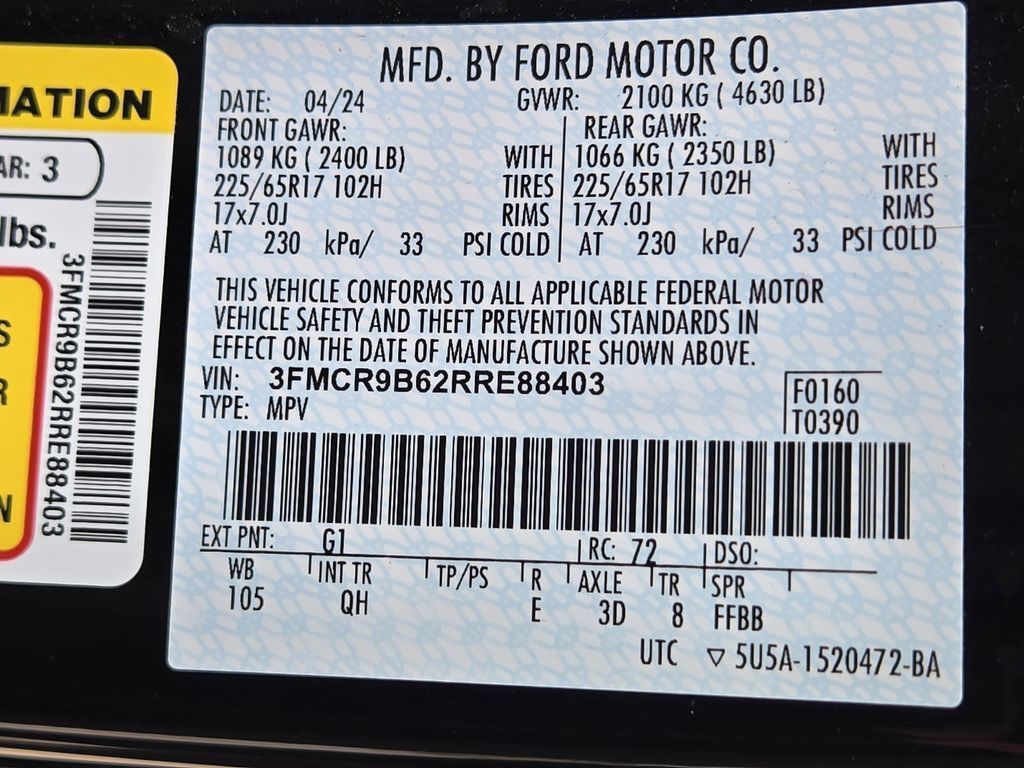 MATION
AR: 3
lbs.
3FMCR9B62RRE88403
S
R
N
MFD. BY FORD MOTOR CO.
DATE: 04/24 GVWR: 2100 KG ( 4630 LB)
FRONT GAWR: REAR GAWR:
1089 KG ( 2400 LB) WITH 1066 KG ( 2350 LB) WITH
225/65R17 102H TIRES 225/65R17 102H TIRES
17x7.0J RIMS 17x7.0J RIMS
AT 230 kPa/ 33 PSI COLD AT 230 kPa/ 33 PSI COLD
THIS VEHICLE CONFORMS TO ALL APPLICABLE FEDERAL MOTOR
VEHICLE SAFETY AND THEFT PREVENTION STANDARDS IN
EFFECT ON THE DATE OF MANUFACTURE SHOWN ABOVE.
VIN: 3FMCR9B62RRE88403 F0160
TYPE: MPV T0390
EXT PNT: G1 RC: 72 DSO:
WB INT TR TP/PS R AXLE TR SPR
105 QH E 3D 8 FFBB
UTC ▽ 5U5A-1520472-BA